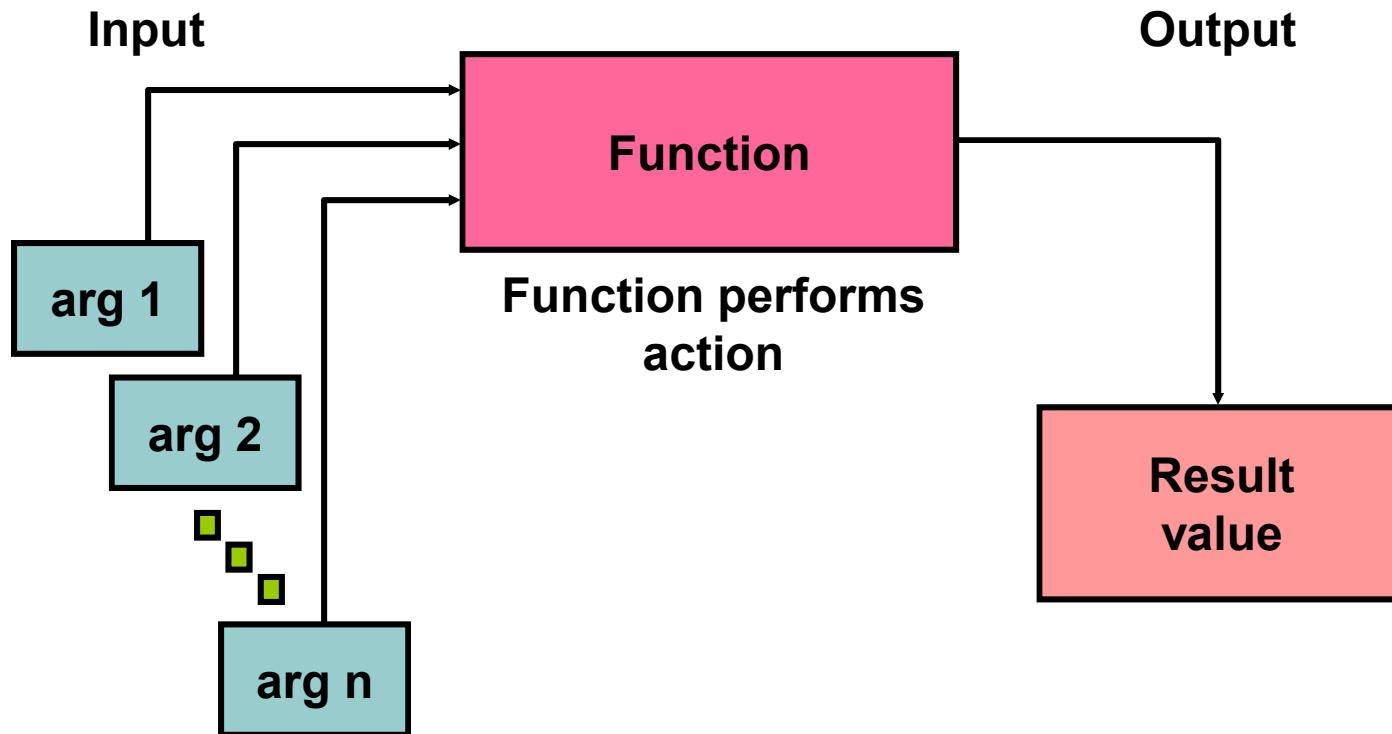 Input
Output
Function
arg 1
Function performs
action
arg 2
Result
value
arg n